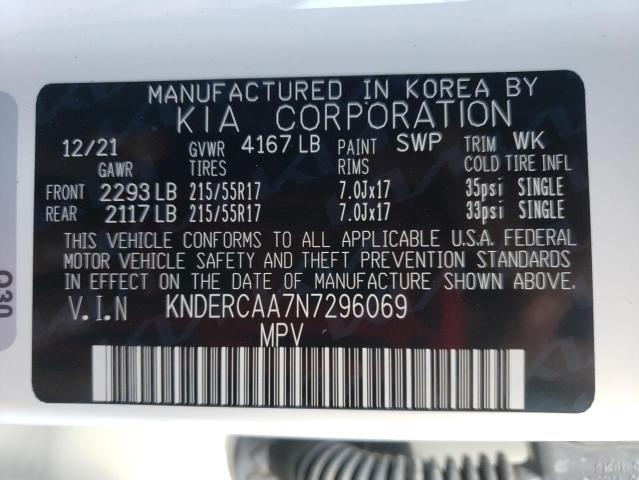 MANUFACTURED IN KOREA BY
KIA CORPORATION
12/21 GVWR 4167 LB PAINT SWP TRIM WK
GAWR TIRES RIMS COLD TIRE INFL
FRONT 2293 LB 215/55R17 7.0Jx17 35psi SINGLE
REAR 2117 LB 215/55R17 7.0Jx17 33psi SINGLE
THIS VEHICLE CONFORMS TO ALL APPLICABLE U.S.A. FEDERAL
MOTOR VEHICLE SAFETY AND THEFT PREVENTION STANDARDS
IN EFFECT ON THE DATE OF MANUFACTURE SHOWN ABOVE.
V.I.N KNDERCAA7N7296069
MPV
O30